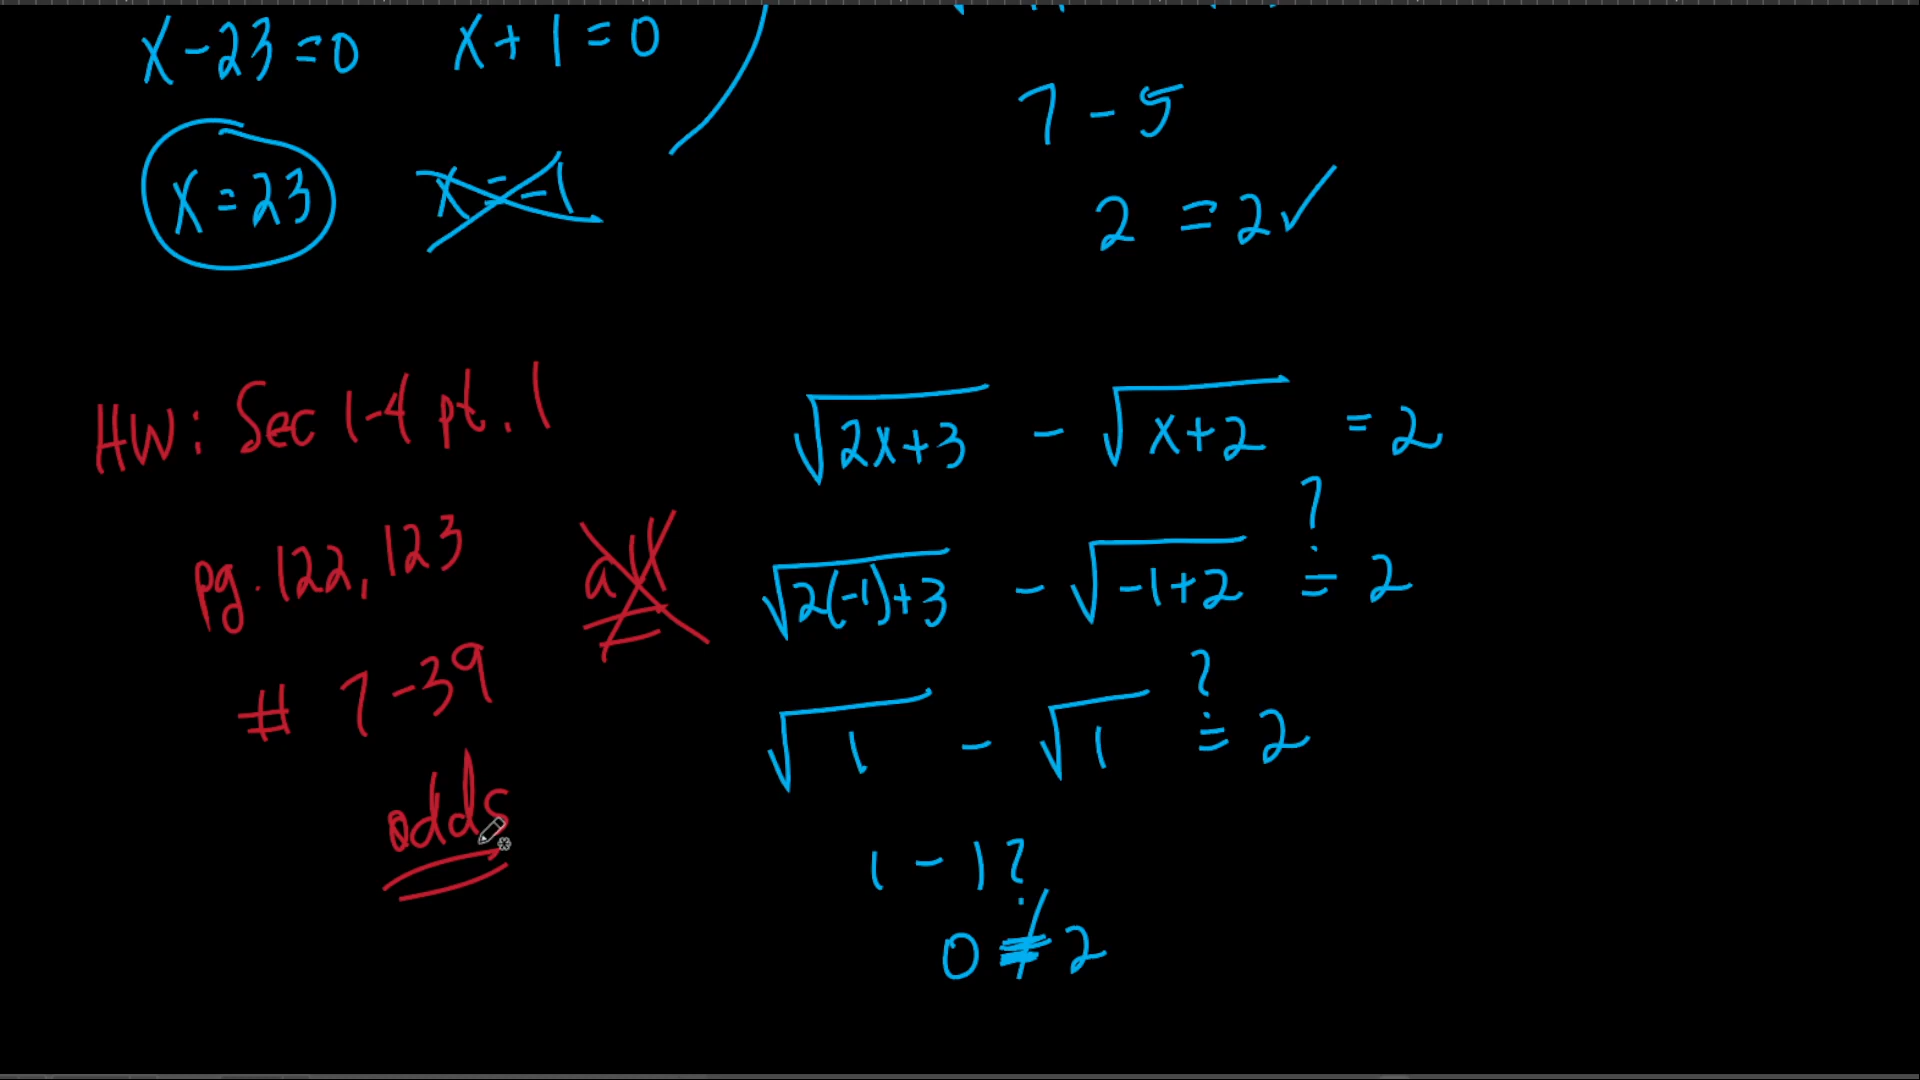 x-23=0 x+1=0
x=23 x=-1
7-5
2 =2✓
HW: Sec 1-4 pt. 1
pg. 122, 123 all
# 7-39
odds
√2x+3 - √x+2 = 2
√2(-1)+3 - √-1+2 ≟ 2
√1 - √1 ≟ 2
1-1?
0≠2